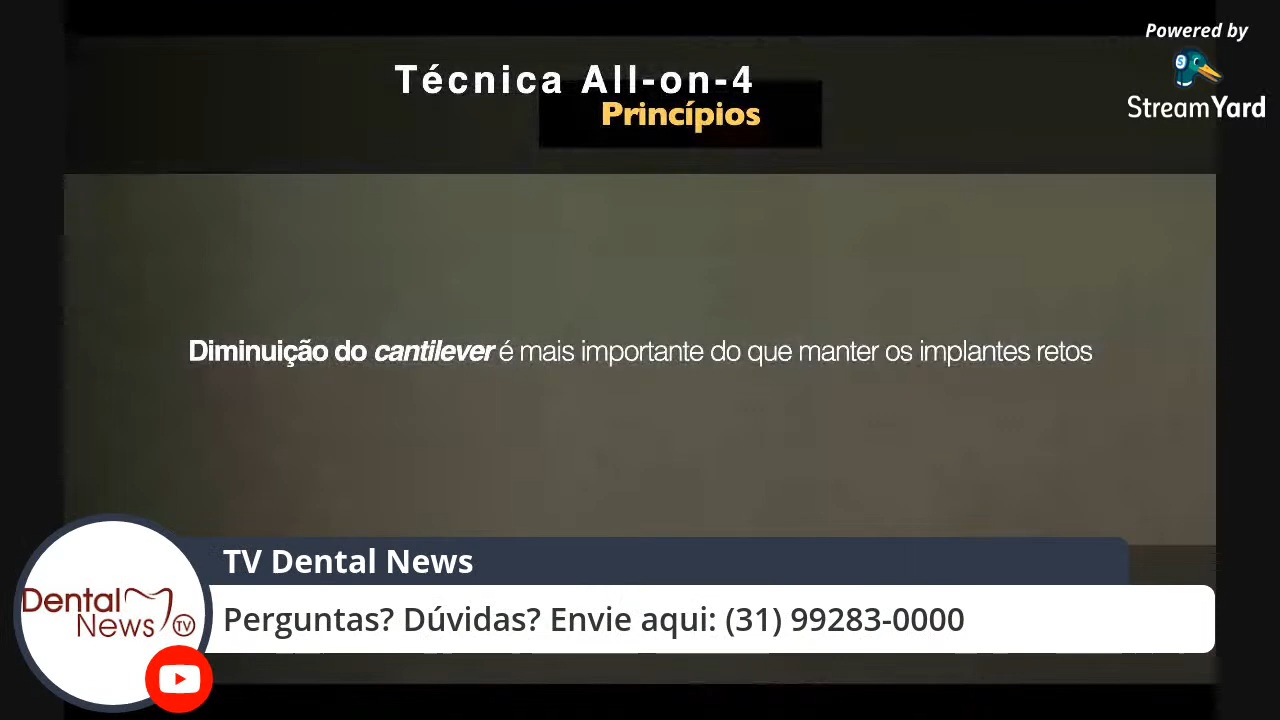 Powered by
StreamYard
Técnica All-on-4
Princípios
Diminuição do cantilever é mais importante do que manter os implantes retos
TV Dental News
Perguntas? Dúvidas? Envie aqui: (31) 99283-0000
Dental
News TV